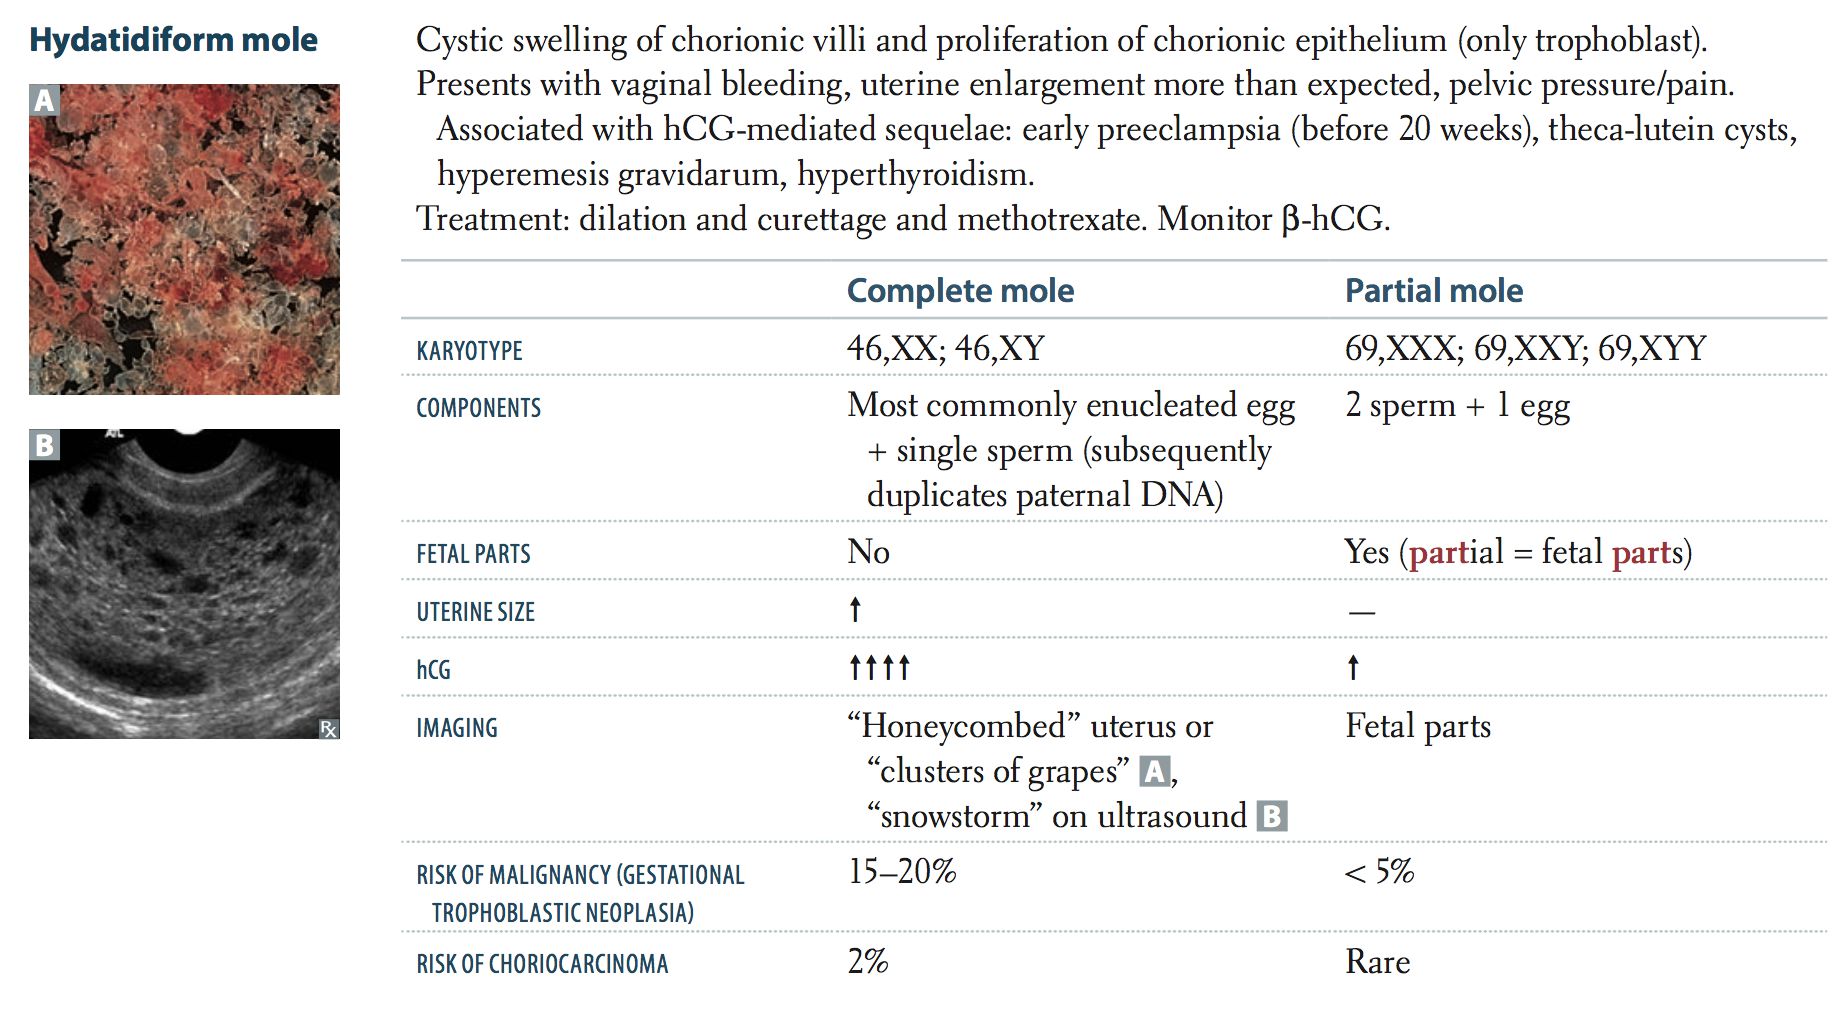 Hydatidiform mole
A
B
Rx
Cystic swelling of chorionic villi and proliferation of chorionic epithelium (only trophoblast).
Presents with vaginal bleeding, uterine enlargement more than expected, pelvic pressure/pain.
Associated with hCG-mediated sequelae: early preeclampsia (before 20 weeks), theca-lutein cysts,
hyperemesis gravidarum, hyperthyroidism.
Treatment: dilation and curettage and methotrexate. Monitor β-hCG.
Complete mole Partial mole
KARYOTYPE 46,XX; 46,XY 69,XXX; 69,XXY; 69,XYY
COMPONENTS Most commonly enucleated egg 2 sperm + 1 egg
+ single sperm (subsequently
duplicates paternal DNA)
FETAL PARTS No Yes (partial = fetal parts)
UTERINE SIZE ↑ —
hCG ↑↑↑↑ ↑
IMAGING “Honeycombed” uterus or Fetal parts
“clusters of grapes” A,
“snowstorm” on ultrasound B
RISK OF MALIGNANCY (GESTATIONAL 15–20% < 5%
TROPHOBLASTIC NEOPLASIA)
RISK OF CHORIOCARCINOMA 2% Rare